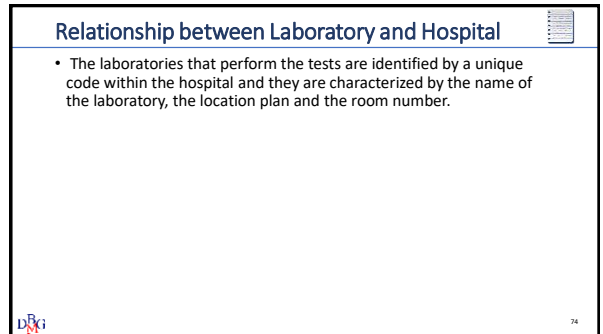 Relationship between Laboratory and Hospital
• The laboratories that perform the tests are identified by a unique
code within the hospital and they are characterized by the name of
the laboratory, the location plan and the room number.
DBMG
74